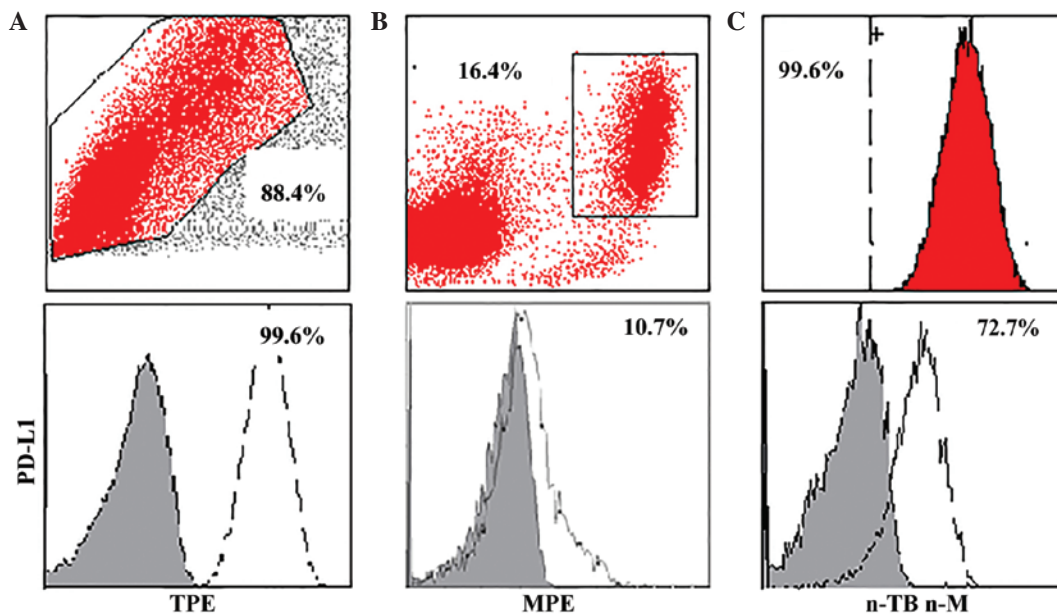 A
B
C
88.4%
16.4%
+
99.6%
PD-L1
99.6%
10.7%
72.7%
TPE
MPE
n-TB n-M